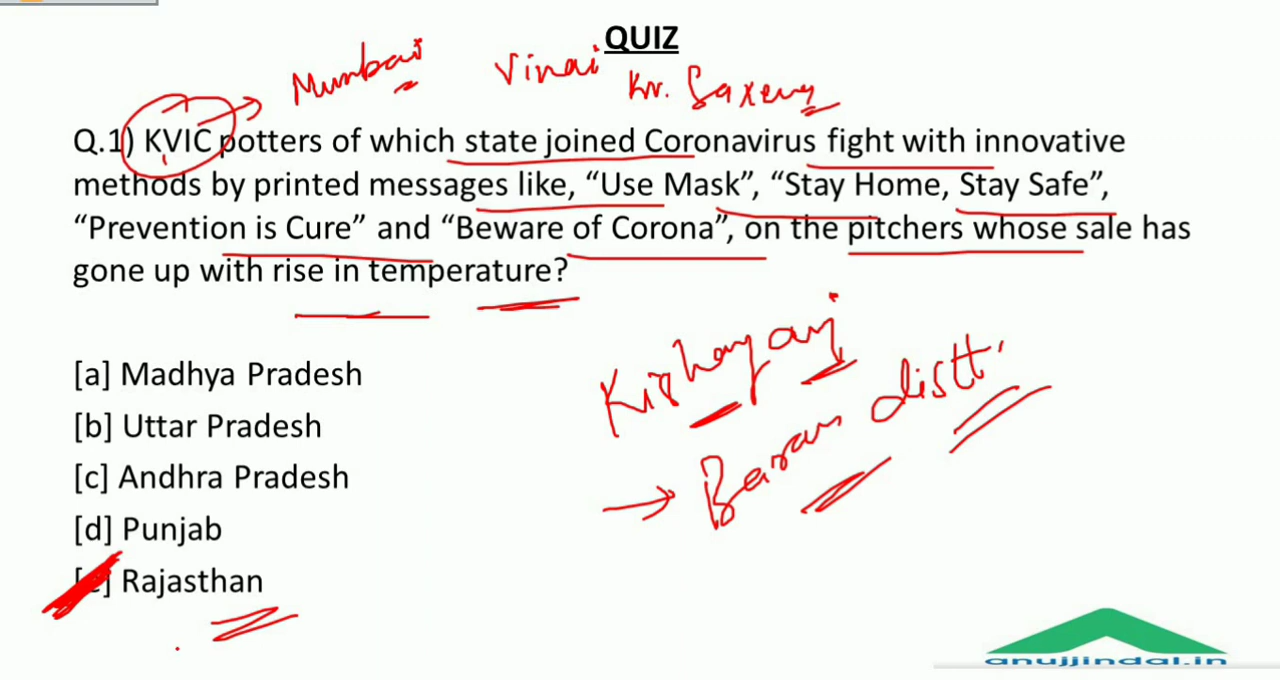 QUIZ
Mumbai Vinai
Kr. Saxena
Q.1) KVIC potters of which state joined Coronavirus fight with innovative
methods by printed messages like, “Use Mask”, “Stay Home, Stay Safe”,
“Prevention is Cure” and “Beware of Corona”, on the pitchers whose sale has
gone up with rise in temperature?
[a] Madhya Pradesh
[b] Uttar Pradesh
[c] Andhra Pradesh
[d] Punjab
[e] Rajasthan
Kishanganj
→ Baran distt.
anujjindal.in